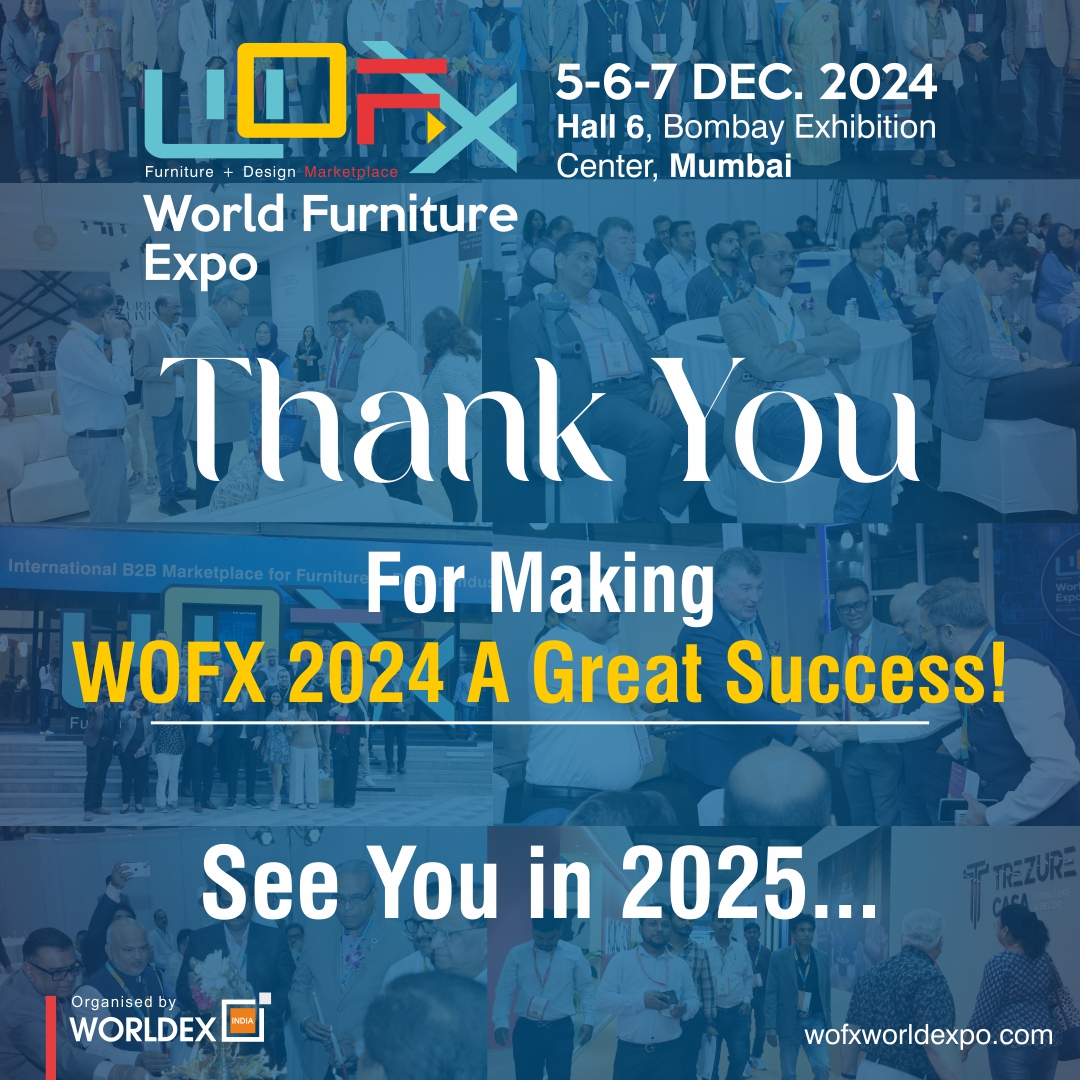 WOFX
Furniture + Design Marketplace
World Furniture
Expo
5-6-7 DEC. 2024
Hall 6, Bombay Exhibition
Center, Mumbai
Thank You
International B2B Marketplace for Furniture
For Making
WOFX 2024 A Great Success!
See You in 2025...
TREZURE
CASA
Organised by
WORLDEX INDIA
wofxworldexpo.com